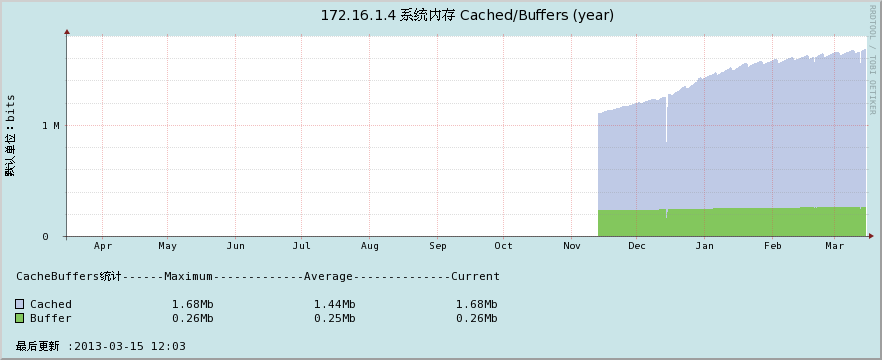 172.16.1.4 系统内存 Cached/Buffers (year)
RRDTOOL / TOBI OETIKER
默认单位：bits
1 M
0
Apr May Jun Jul Aug Sep Oct Nov Dec Jan Feb Mar
CacheBuffers统计------Maximum-------------Average--------------Current
Cached 1.68Mb 1.44Mb 1.68Mb
Buffer 0.26Mb 0.25Mb 0.26Mb
最后更新 :2013-03-15 12:03